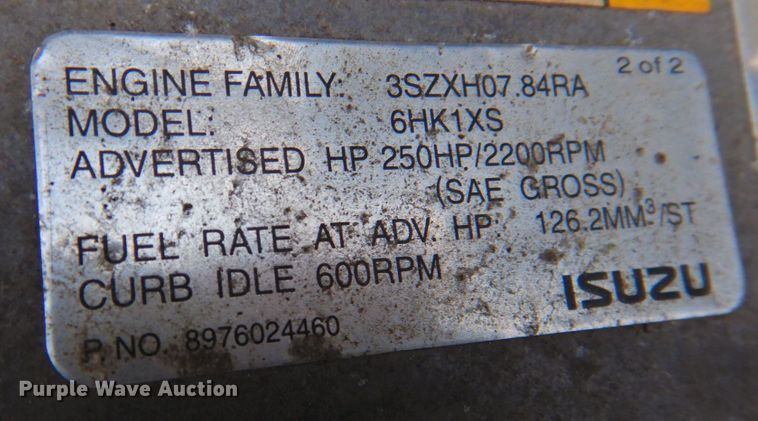 2 of 2
ENGINE FAMILY: 3SZXH07.84RA
MODEL: 6HK1XS
ADVERTISED HP 250HP/2200RPM
(SAE GROSS)
FUEL RATE AT ADV. HP: 126.2MM³/ST
CURB IDLE 600RPM
ISUZU
P.NO. 8976024460
Purple Wave Auction